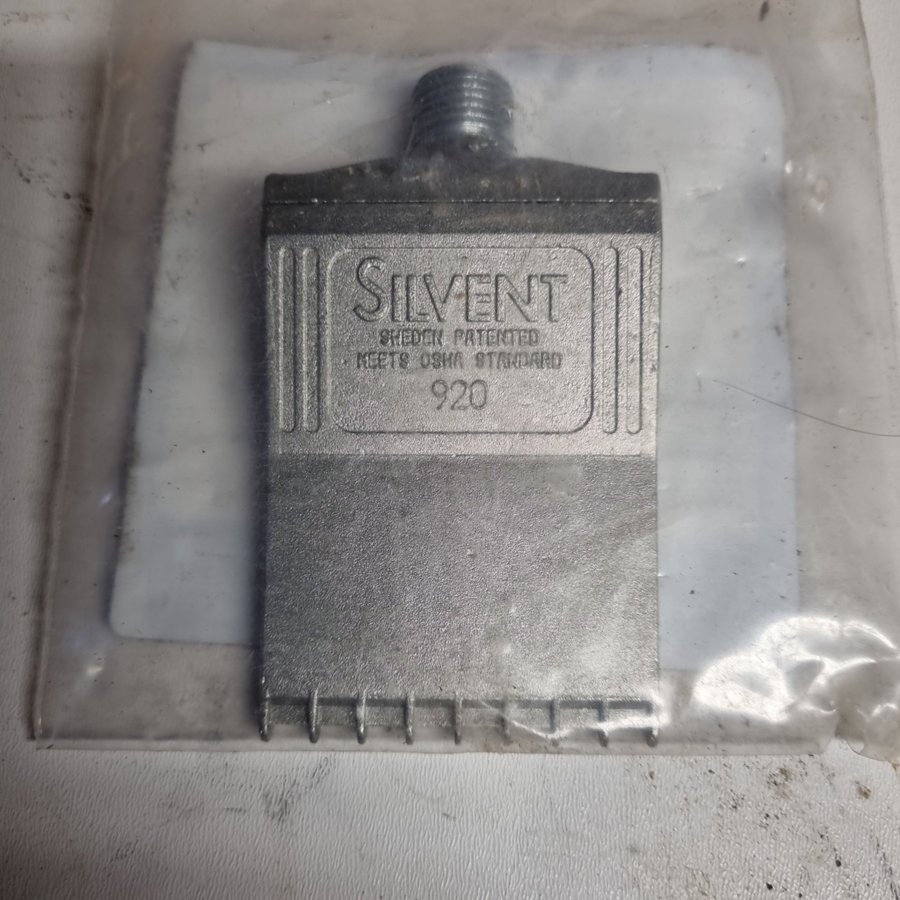 SILVENT
SWEDEN PATENTED
MEETS OSHA STANDARD
920